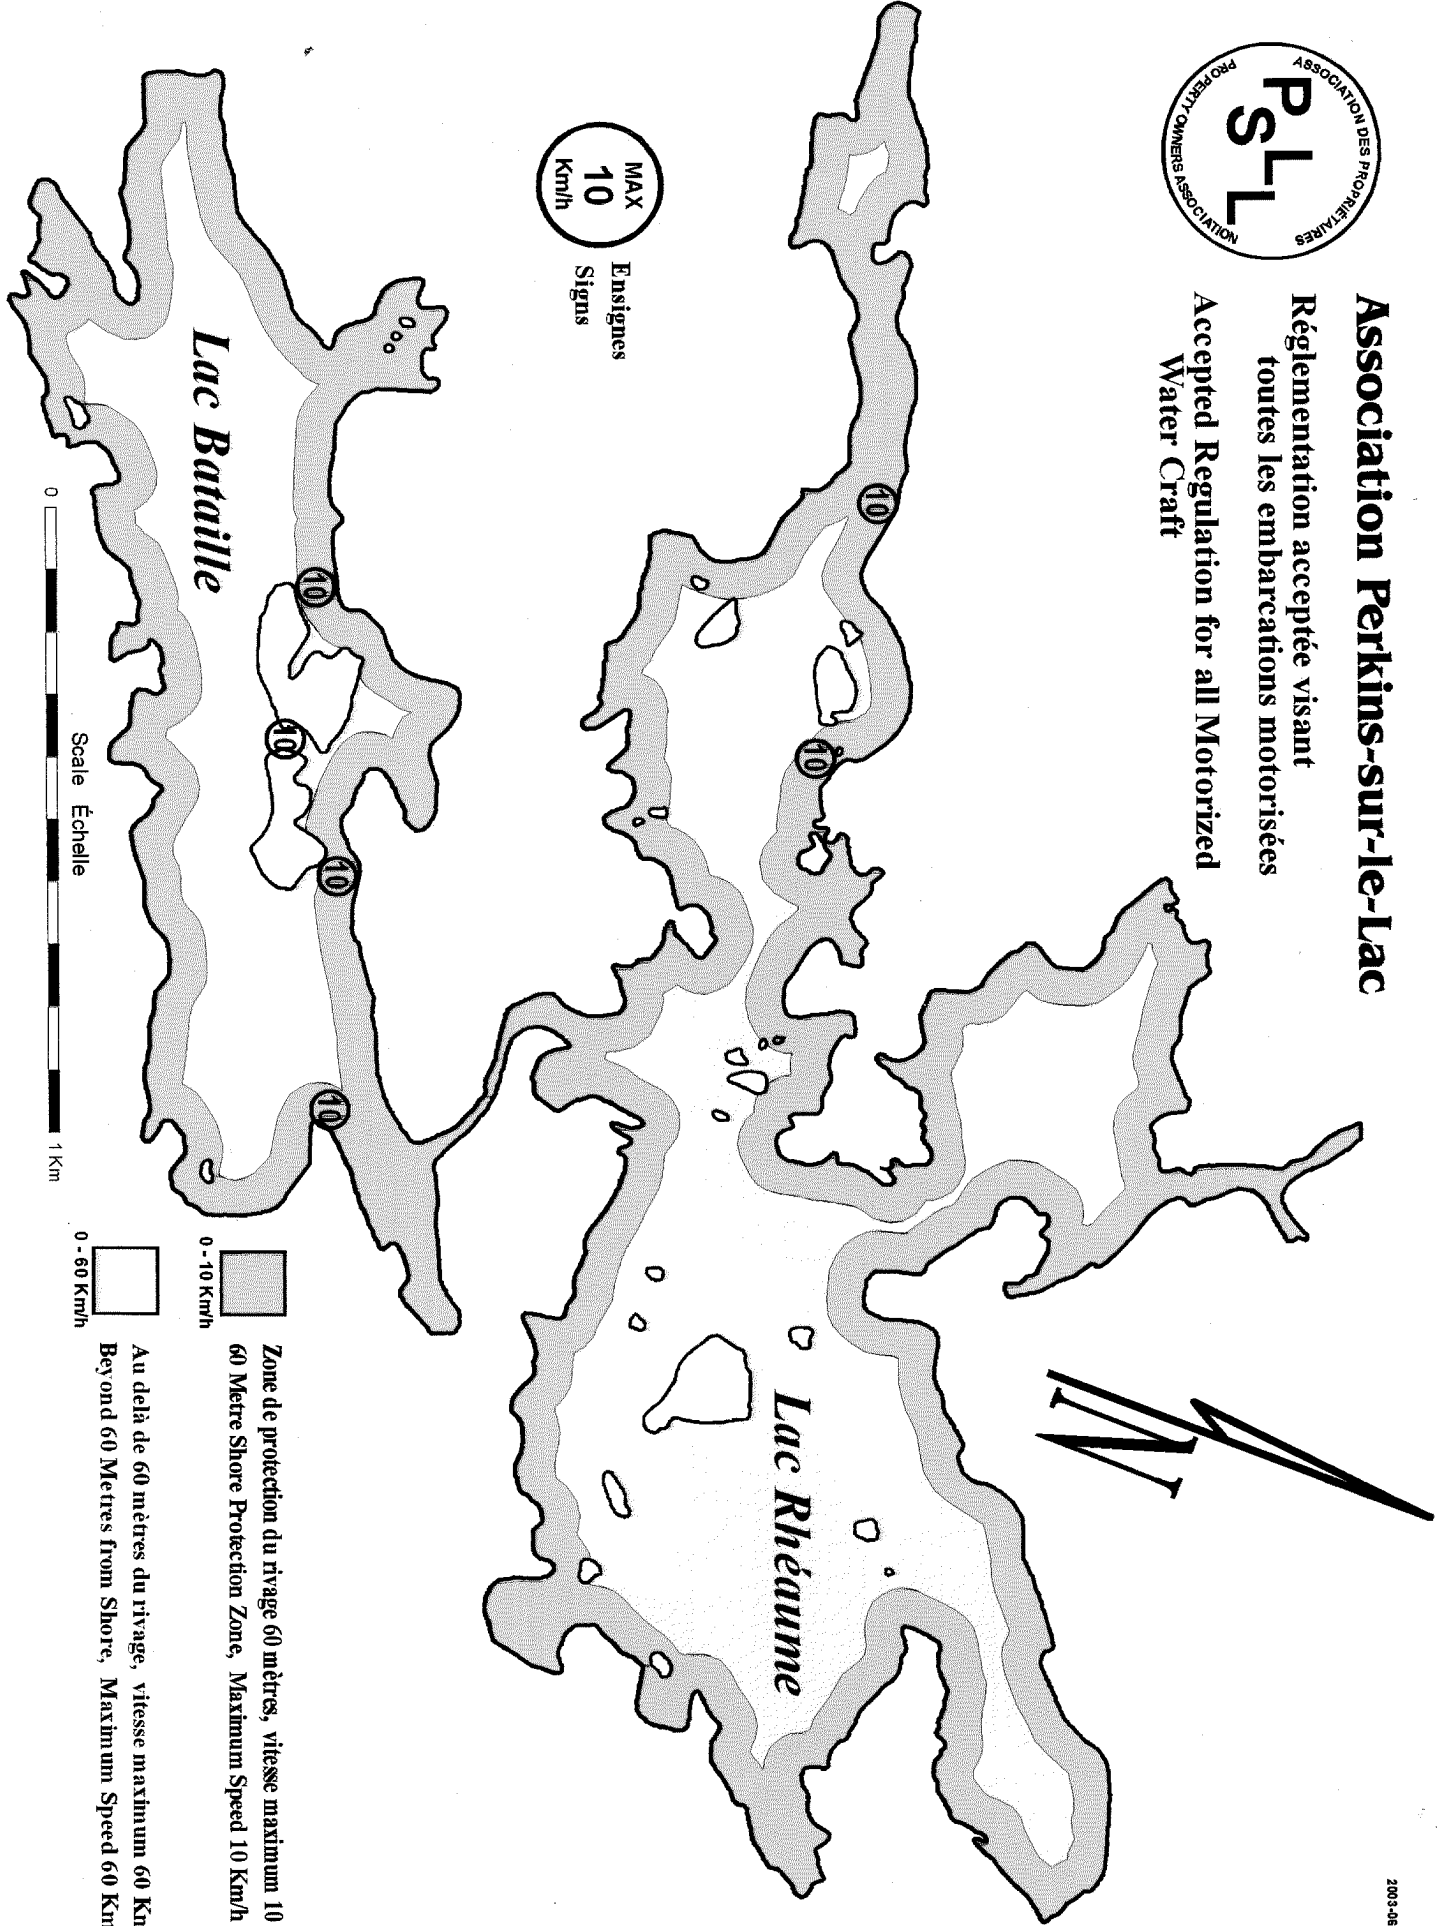 ASSOCIATION DES PROPRIÉTAIRES
PSLL
PROPERTY OWNERS ASSOCIATION
Association Perkins-sur-le-Lac
Réglementation acceptée visant
toutes les embarcations motorisées
Accepted Regulation for all Motorized
Water Craft
2003-06
MAX
10
Km/h
Ensignes
Signs
10
10
Lac Rhéaume
Lac Bataille
10
10
10
10
0
Scale Échelle
1 Km
0 - 10 Km/h
Zone de protection du rivage 60 mètres, vitesse maximum 10
60 Metre Shore Protection Zone, Maximum Speed 10 Km/h
0 - 60 Km/h
Au delà de 60 mètres du rivage, vitesse maximum 60 Km
Beyond 60 Metres from Shore, Maximum Speed 60 Km